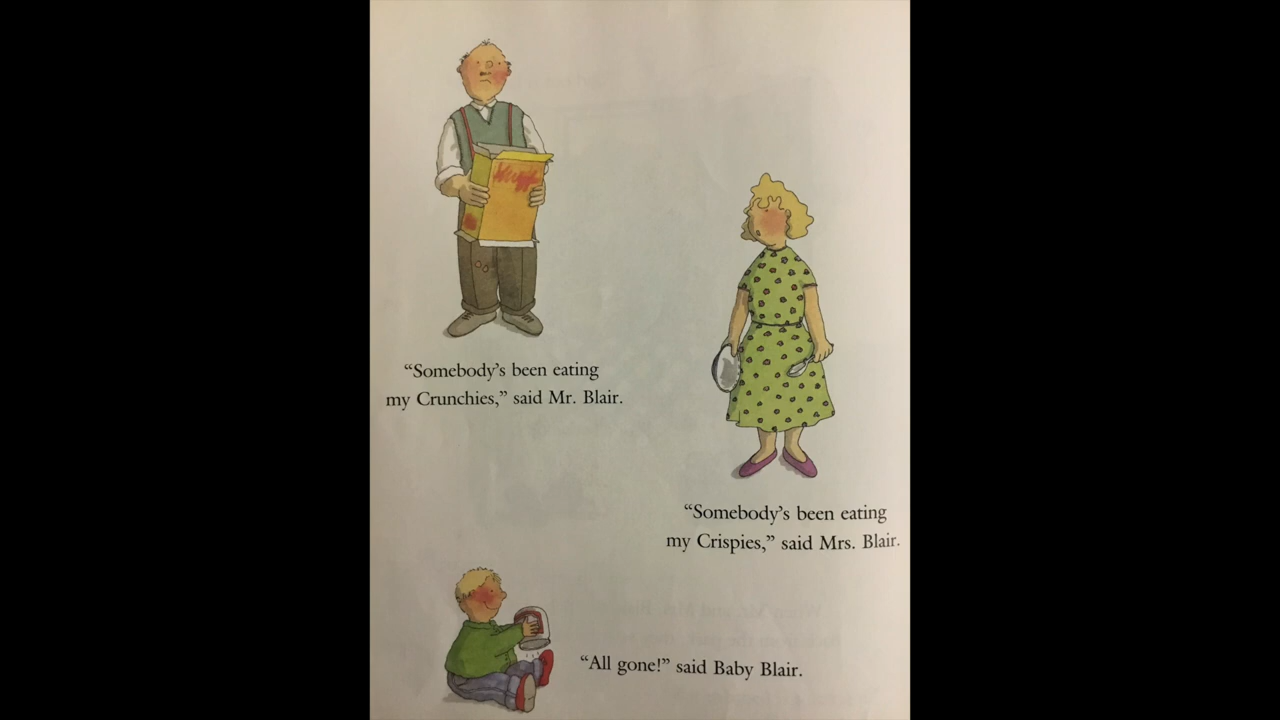 “Somebody’s been eating
my Crunchies,” said Mr. Blair.
“Somebody’s been eating
my Crispies,” said Mrs. Blair.
“All gone!” said Baby Blair.